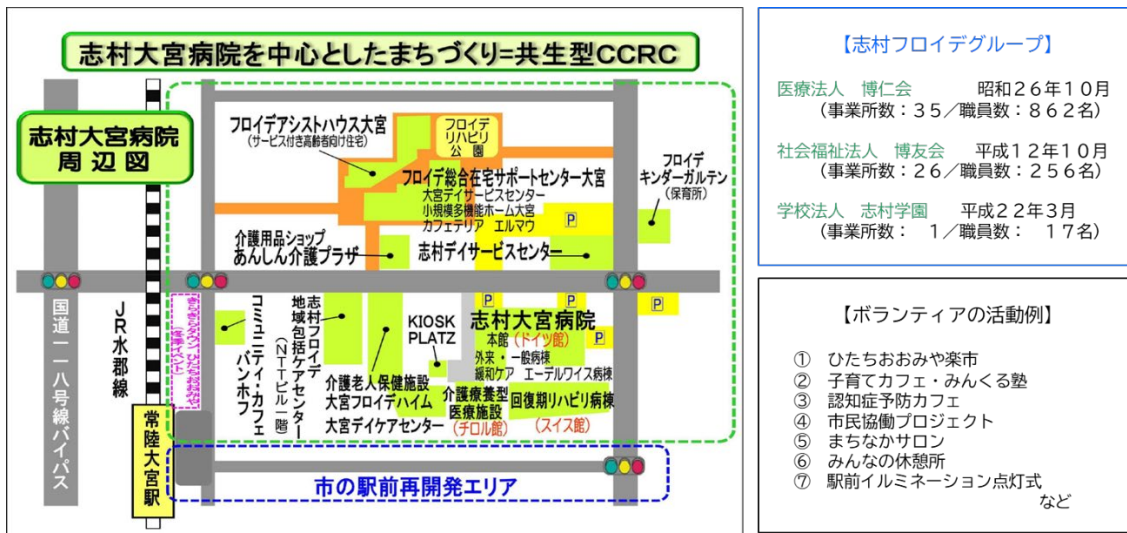 志村大宮病院を中心としたまちづくり=共生型CCRC
志村大宮病院
周辺図
フロイデアシストハウス大宮
(サービス付き高齢者向け住宅)
フロイデ
リハビリ
公園
フロイデ総合在宅サポートセンター大宮
大宮デイサービスセンター
小規模多機能ホーム大宮
カフェテリア エルマウ
フロイデ
キンダーガルテン
(保育所)
P
介護用品ショップ
あんしん介護プラザ
志村デイサービスセンター
国道一一八号線バイパス
JR水郡線
常陸大宮駅
きらきらタウン ひたちおおみや
(冬季イベント)
コミュニティ・カフェ
バンホフ
志村フロイデ
地域包括ケアセンター
(NTTビル一階)
介護老人保健施設
大宮フロイデハイム
大宮デイケアセンター
KIOSK
PLATZ
P
P
志村大宮病院
本館(ドイツ館)
外来・一般病棟
緩和ケア エーデルワイス病棟
P
介護療養型
医療施設
(チロル館)
回復期リハビリ病棟
(スイス館)
市の駅前再開発エリア
【志村フロイデグループ】
医療法人 博仁会 昭和26年10月
(事業所数:35/職員数:862名)
社会福祉法人 博友会 平成12年10月
(事業所数:26/職員数:256名)
学校法人 志村学園 平成22年3月
(事業所数: 1/職員数: 17名)
【ボランティアの活動例】
① ひたちおおみや楽市
② 子育てカフェ・みんくる塾
③ 認知症予防カフェ
④ 市民協働プロジェクト
⑤ まちなかサロン
⑥ みんなの休憩所
⑦ 駅前イルミネーション点灯式
など